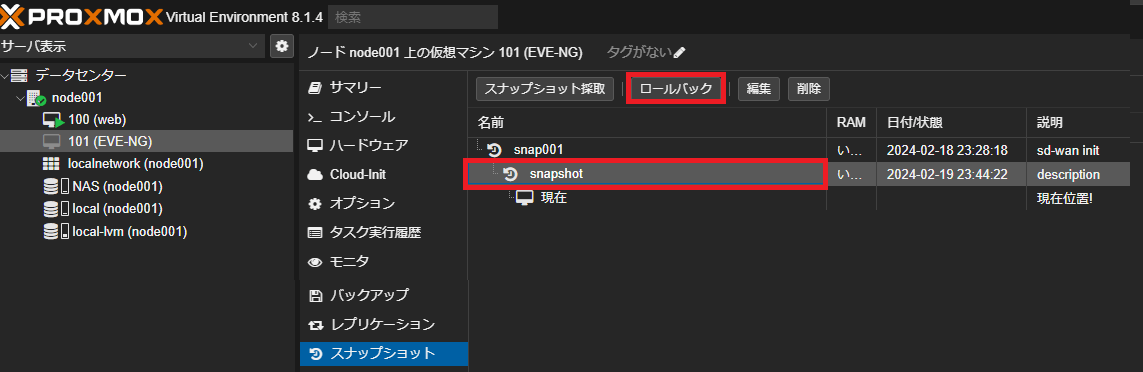 PROXMOX Virtual Environment 8.1.4 検索
サーバ表示
データセンター
node001
100 (web)
101 (EVE-NG)
localnetwork (node001)
NAS (node001)
local (node001)
local-lvm (node001)
ノード node001 上の仮想マシン 101 (EVE-NG) タグがない
サマリー
コンソール
ハードウェア
Cloud-Init
オプション
タスク実行履歴
モニタ
バックアップ
レプリケーション
スナップショット
スナップショット採取 ロールバック 編集 削除
名前 RAM 日付/状態 説明
snap001 い... 2024-02-18 23:28:18 sd-wan init
snapshot い... 2024-02-19 23:44:22 description
現在 現在位置!